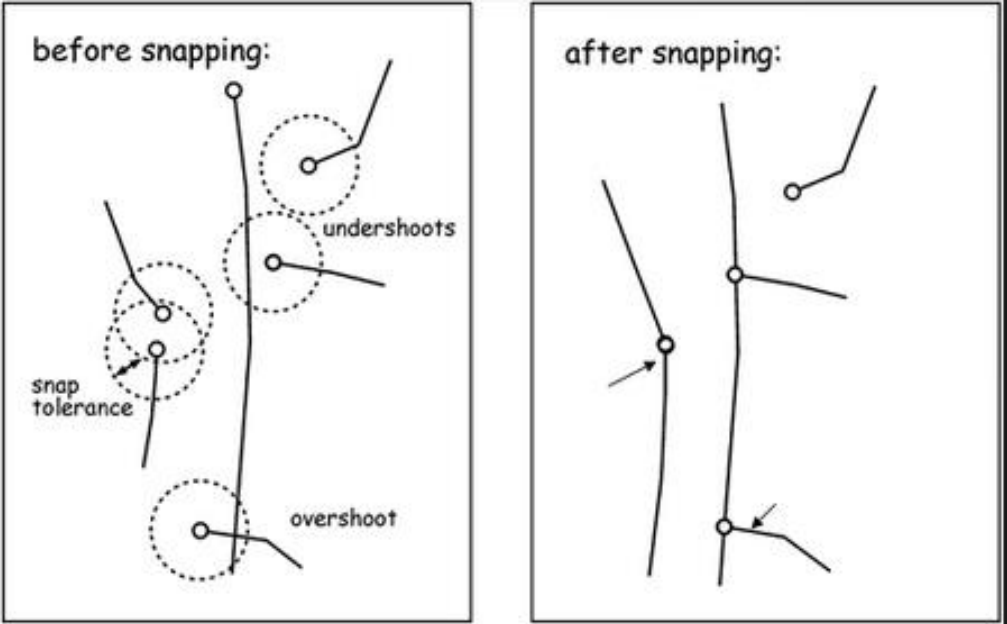 before snapping:
undershoots
snap
tolerance
overshoot
after snapping: